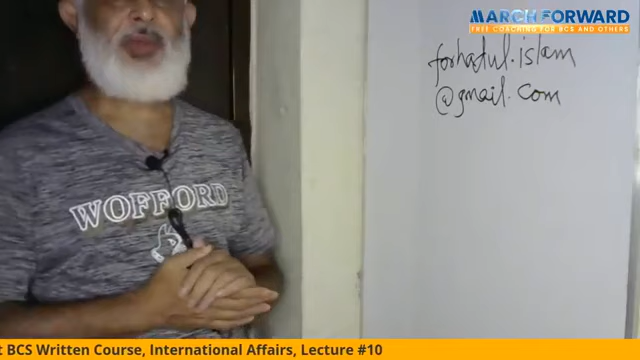 MARCH FORWARD
FREE COACHING FOR BCS AND OTHERS
forhadul.islam
@gmail.com
WOFFORD
t BCS Written Course, International Affairs, Lecture #10